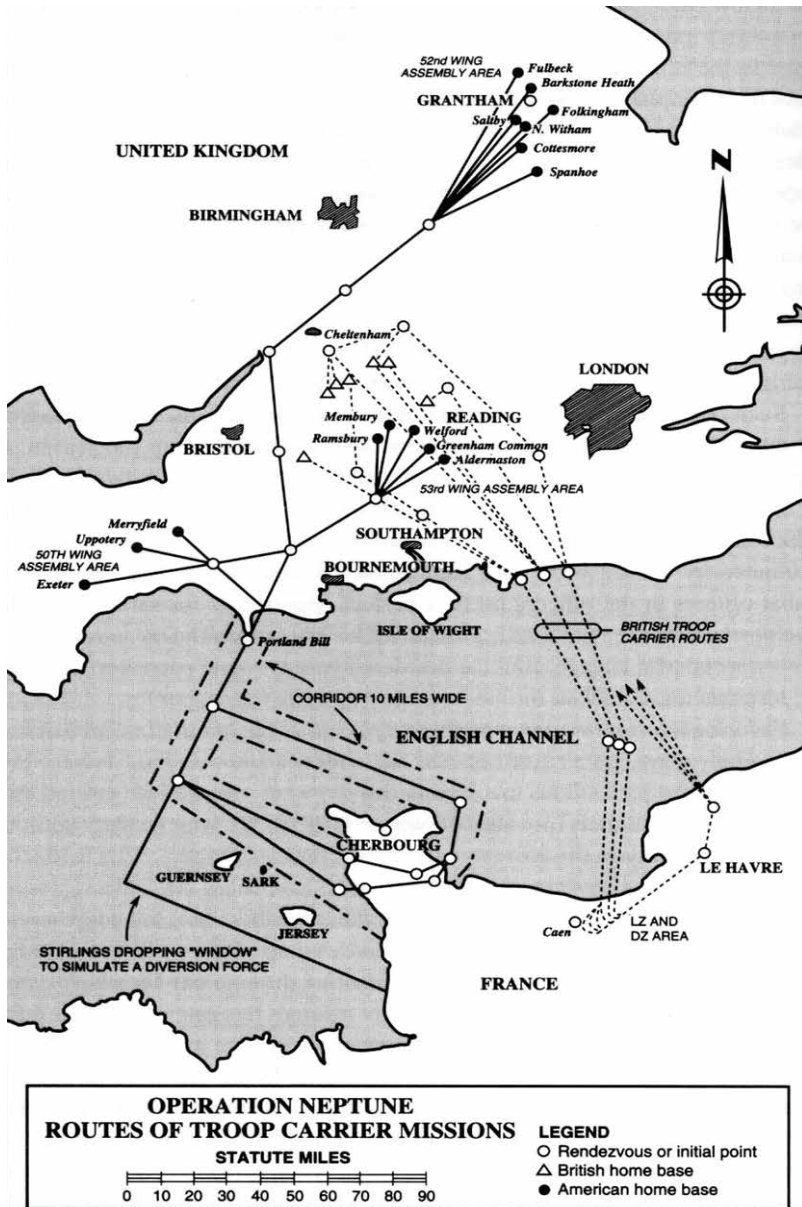 52nd WING
ASSEMBLY AREA
Fulbeck
Barkstone Heath
GRANTHAM
Folkingham
Saltby
N. Witham
Cottesmore
Spanhoe
UNITED KINGDOM
BIRMINGHAM
N
Cheltenham
LONDON
Membury
READING
Welford
BRISTOL
Ramsbury
Greenham Common
Aldermaston
53rd WING ASSEMBLY AREA
Merryfield
Uppotery
SOUTHAMPTON
50TH WING
ASSEMBLY AREA
BOURNEMOUTH
Exeter
ISLE OF WIGHT
BRITISH TROOP
CARRIER ROUTES
Portland Bill
CORRIDOR 10 MILES WIDE
ENGLISH CHANNEL
CHERBOURG
LE HAVRE
GUERNSEY
SARK
JERSEY
Caen
LZ AND
DZ AREA
STIRLINGS DROPPING "WINDOW"
TO SIMULATE A DIVERSION FORCE
FRANCE
OPERATION NEPTUNE
ROUTES OF TROOP CARRIER MISSIONS
STATUTE MILES
0 10 20 30 40 50 60 70 80 90
LEGEND
Rendezvous or initial point
British home base
American home base